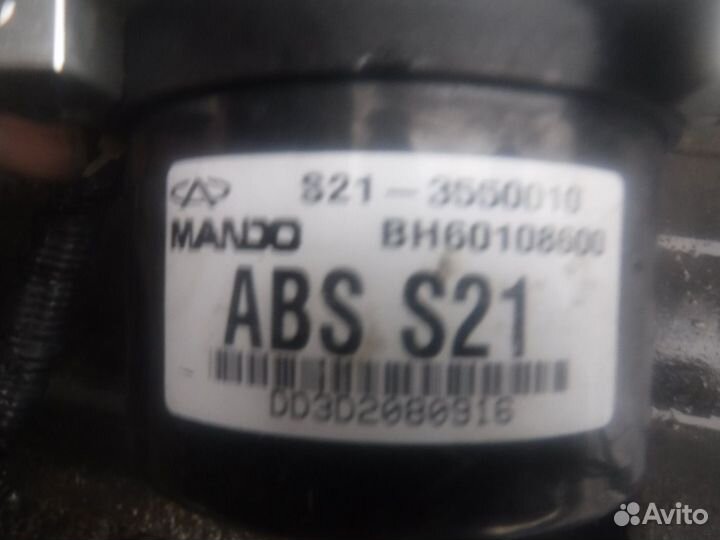 S21-3550010
MANDO BH60108600
ABS S21
DD3D2080916
Avito